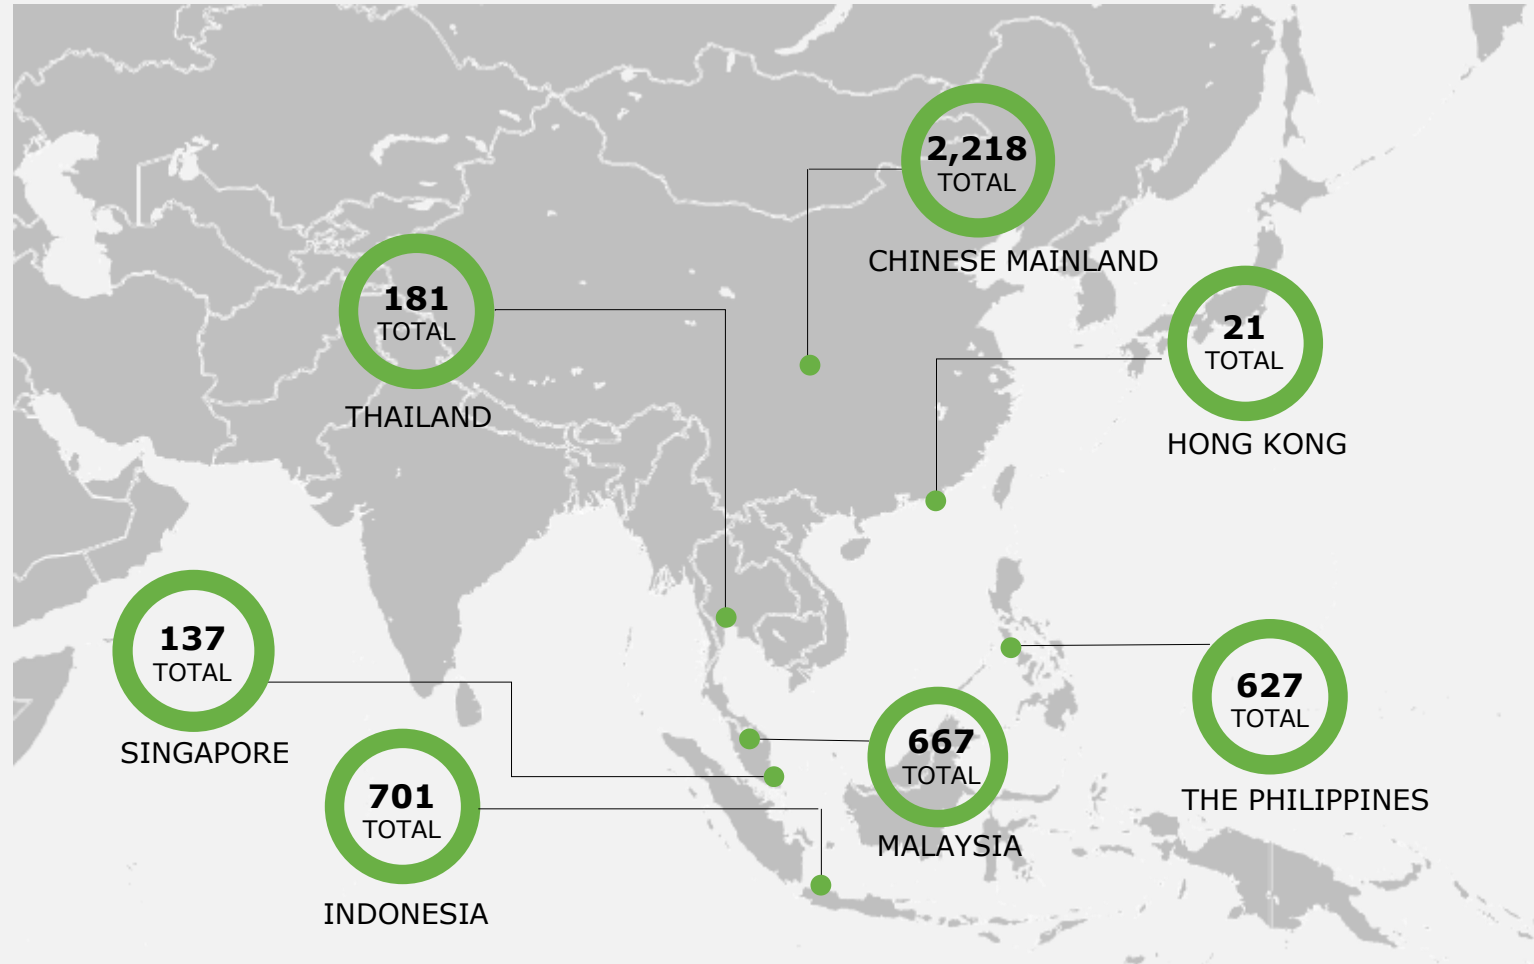 2,218
TOTAL
CHINESE MAINLAND
181
TOTAL
THAILAND
21
TOTAL
HONG KONG
137
TOTAL
SINGAPORE
627
TOTAL
THE PHILIPPINES
667
TOTAL
MALAYSIA
701
TOTAL
INDONESIA